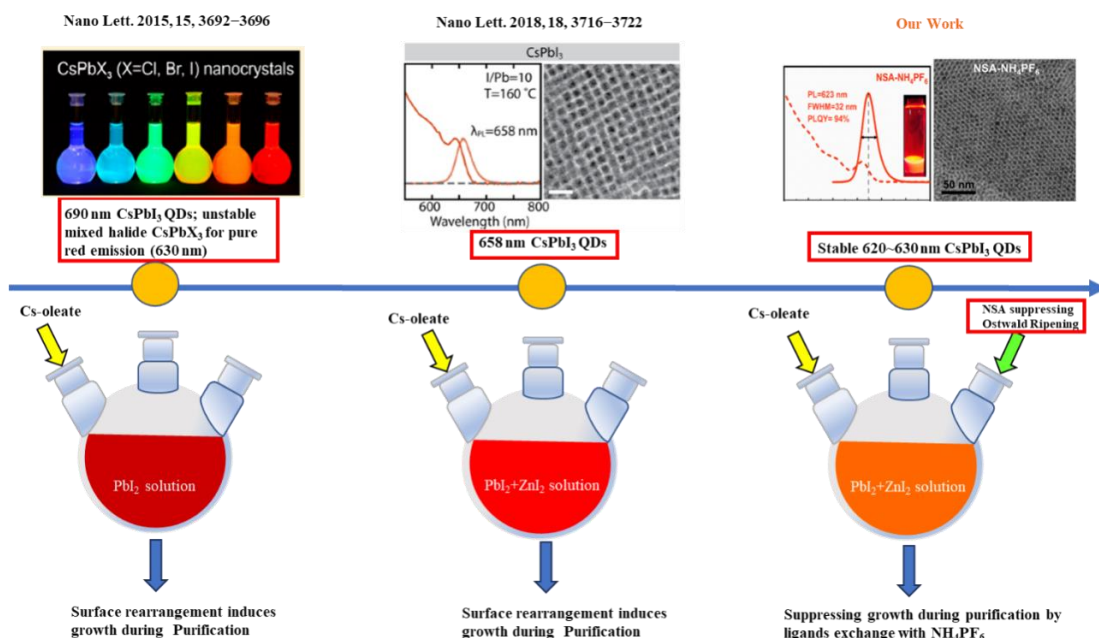 Nano Lett. 2015, 15, 3692−3696
CsPbX₃ (X=Cl, Br, I) nanocrystals
690 nm CsPbI₃ QDs; unstable
mixed halide CsPbX₃ for pure
red emission (630 nm)
Nano Lett. 2018, 18, 3716−3722
CsPbI₃
I/Pb=10
T=160 °C
λPL=658 nm
600 700 800
Wavelength (nm)
658 nm CsPbI₃ QDs
Our Work
NSA-NH₄PF₆
PL=623 nm
FWHM=32 nm
PLQY= 94%
NSA-NH₄PF₆
50 nm
Stable 620~630nm CsPbI₃ QDs
Cs-oleate
PbI₂ solution
Surface rearrangement induces
growth during Purification
Cs-oleate
PbI₂+ZnI₂ solution
Surface rearrangement induces
growth during Purification
Cs-oleate
NSA suppressing
Ostwald Ripening
PbI₂+ZnI₂ solution
Suppressing growth during purification by
ligands exchange with NH₄PF₆